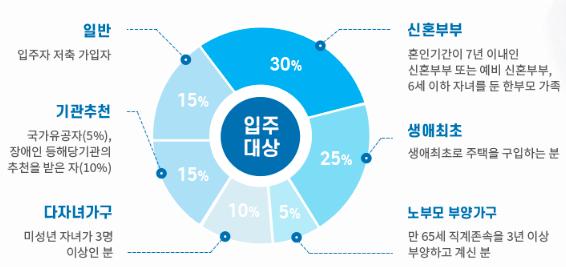 일반
입주자 저축 가입자
기관추천
국가유공자(5%),
장애인 등해당기관의
추천을 받은 자(10%)
다자녀가구
미성년 자녀가 3명
이상인 분
30%
15%
15%
10%
5%
25%
입주
대상
신혼부부
혼인기간이 7년 이내인
신혼부부 또는 예비 신혼부부,
6세 이하 자녀를 둔 한부모 가족
생애최초
생애최초로 주택을 구입하는 분
노부모 부양가구
만 65세 직계존속을 3년 이상
부양하고 계신 분